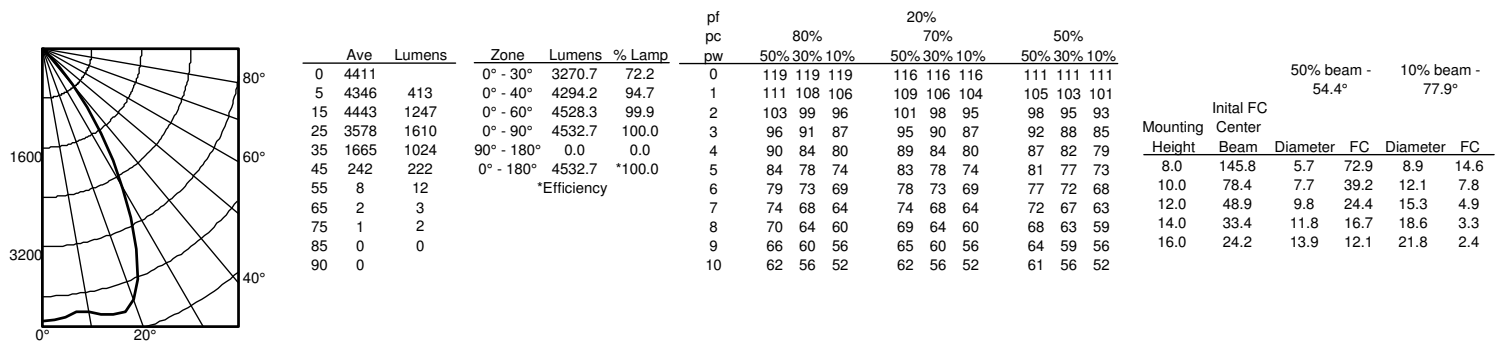 80°
60°
40°
20°
0°
1600
3200
Ave Lumens
0 4411
5 4346 413
15 4443 1247
25 3578 1610
35 1665 1024
45 242 222
55 8 12
65 2 3
75 1 2
85 0 0
90 0
Zone Lumens % Lamp
0° - 30° 3270.7 72.2
0° - 40° 4294.2 94.7
0° - 60° 4528.3 99.9
0° - 90° 4532.7 100.0
90° - 180° 0.0 0.0
0° - 180° 4532.7 *100.0
*Efficiency
pf 20%
pc 80% 70% 50%
pw 50% 30% 10% 50% 30% 10% 50% 30% 10%
0 119 119 119 116 116 116 111 111 111
1 111 108 106 109 106 104 105 103 101
2 103 99 96 101 98 95 98 95 93
3 96 91 87 95 90 87 92 88 85
4 90 84 80 89 84 80 87 82 79
5 84 78 74 83 78 74 81 77 73
6 79 73 69 78 73 69 77 72 68
7 74 68 64 74 68 64 72 67 63
8 70 64 60 69 64 60 68 63 59
9 66 60 56 65 60 56 64 59 56
10 62 56 52 62 56 52 61 56 52
50% beam - 10% beam -
54.4° 77.9°
Inital FC
Mounting Center
Height Beam Diameter FC Diameter FC
8.0 145.8 5.7 72.9 8.9 14.6
10.0 78.4 7.7 39.2 12.1 7.8
12.0 48.9 9.8 24.4 15.3 4.9
14.0 33.4 11.8 16.7 18.6 3.3
16.0 24.2 13.9 12.1 21.8 2.4